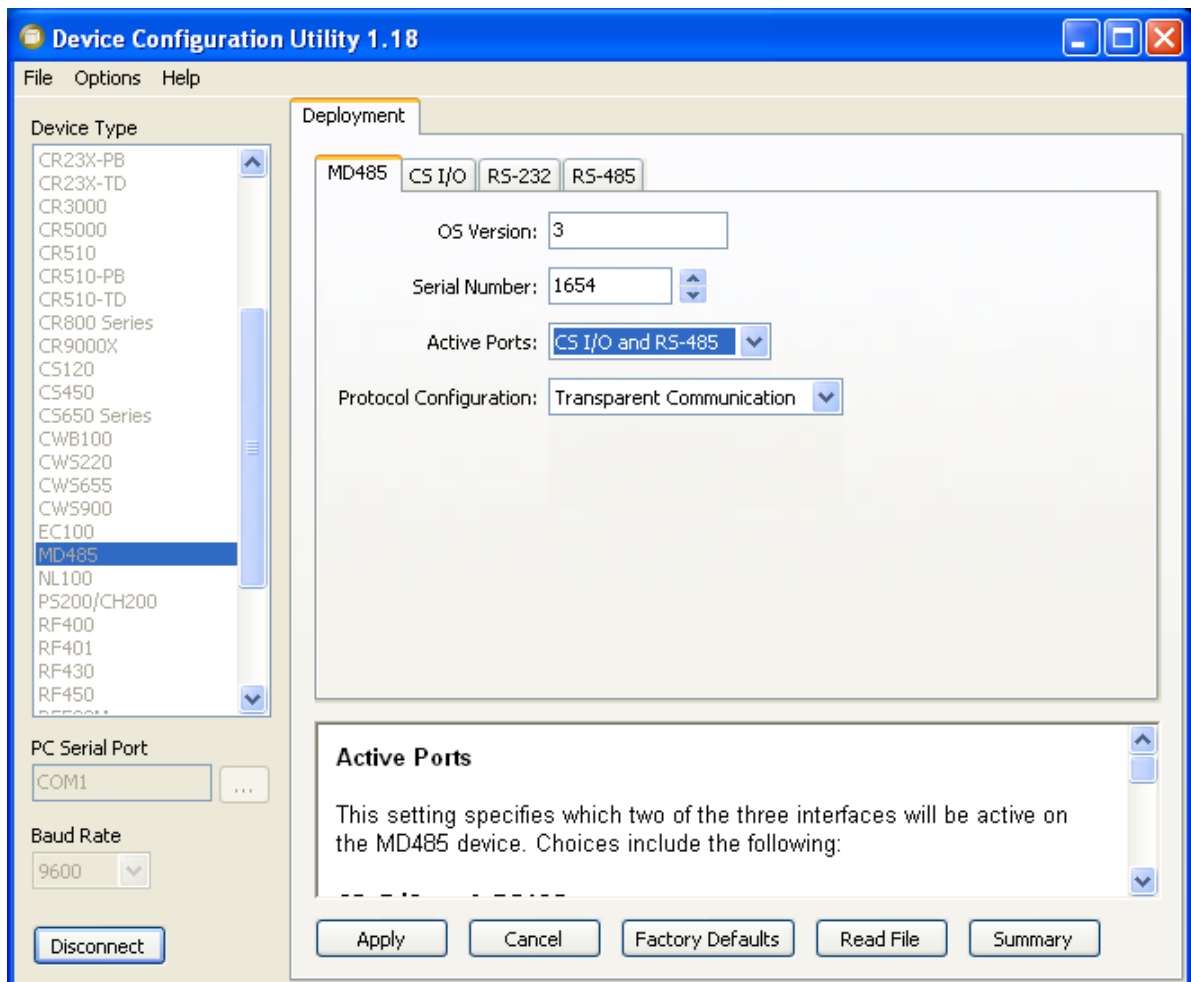 Device Configuration Utility 1.18
File Options Help
Device Type
CR23X-PB
CR23X-TD
CR3000
CR5000
CR510
CR510-PB
CR510-TD
CR800 Series
CR9000X
CS120
CS450
CS650 Series
CWB100
CWS220
CWS655
CWS900
EC100
MD485
NL100
PS200/CH200
RF400
RF401
RF430
RF450
PC Serial Port
COM1
...
Baud Rate
9600
Disconnect
Deployment
MD485 CS I/O RS-232 RS-485
OS Version: 3
Serial Number: 1654
Active Ports: CS I/O and RS-485
Protocol Configuration: Transparent Communication
Active Ports
This setting specifies which two of the three interfaces will be active on
the MD485 device. Choices include the following:
Apply Cancel Factory Defaults Read File Summary